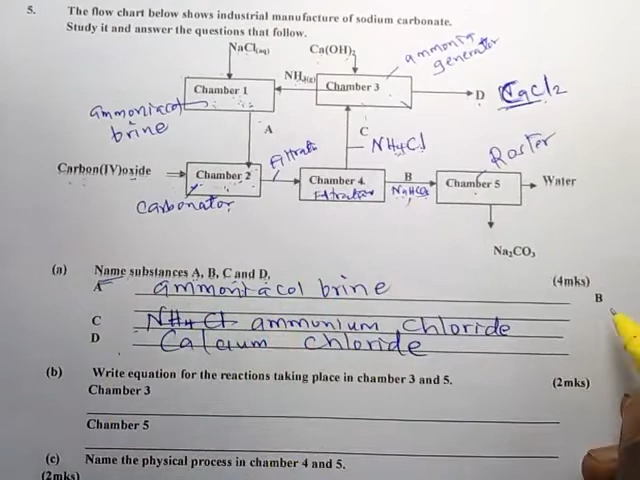 5. The flow chart below shows industrial manufacture of sodium carbonate.
Study it and answer the questions that follow.
NaCl(aq) Ca(OH)2 ammonia generator
Chamber 1 NH3(g) Chamber 3 D CaCl2
ammoniacol brine
A C NH4Cl Roster
Carbon(IV)oxide Chamber 2 Filtrate Chamber 4 Filtration B NaHCO3 Chamber 5 Water
Carbonator
Na2CO3
(a) Name substances A, B, C and D. (4mks)
A ammoniacol brine B
C NH4Cl ammonium chloride
D Calcium chloride
(b) Write equation for the reactions taking place in chamber 3 and 5. (2mks)
Chamber 3
Chamber 5
(c) Name the physical process in chamber 4 and 5.
(2mks)